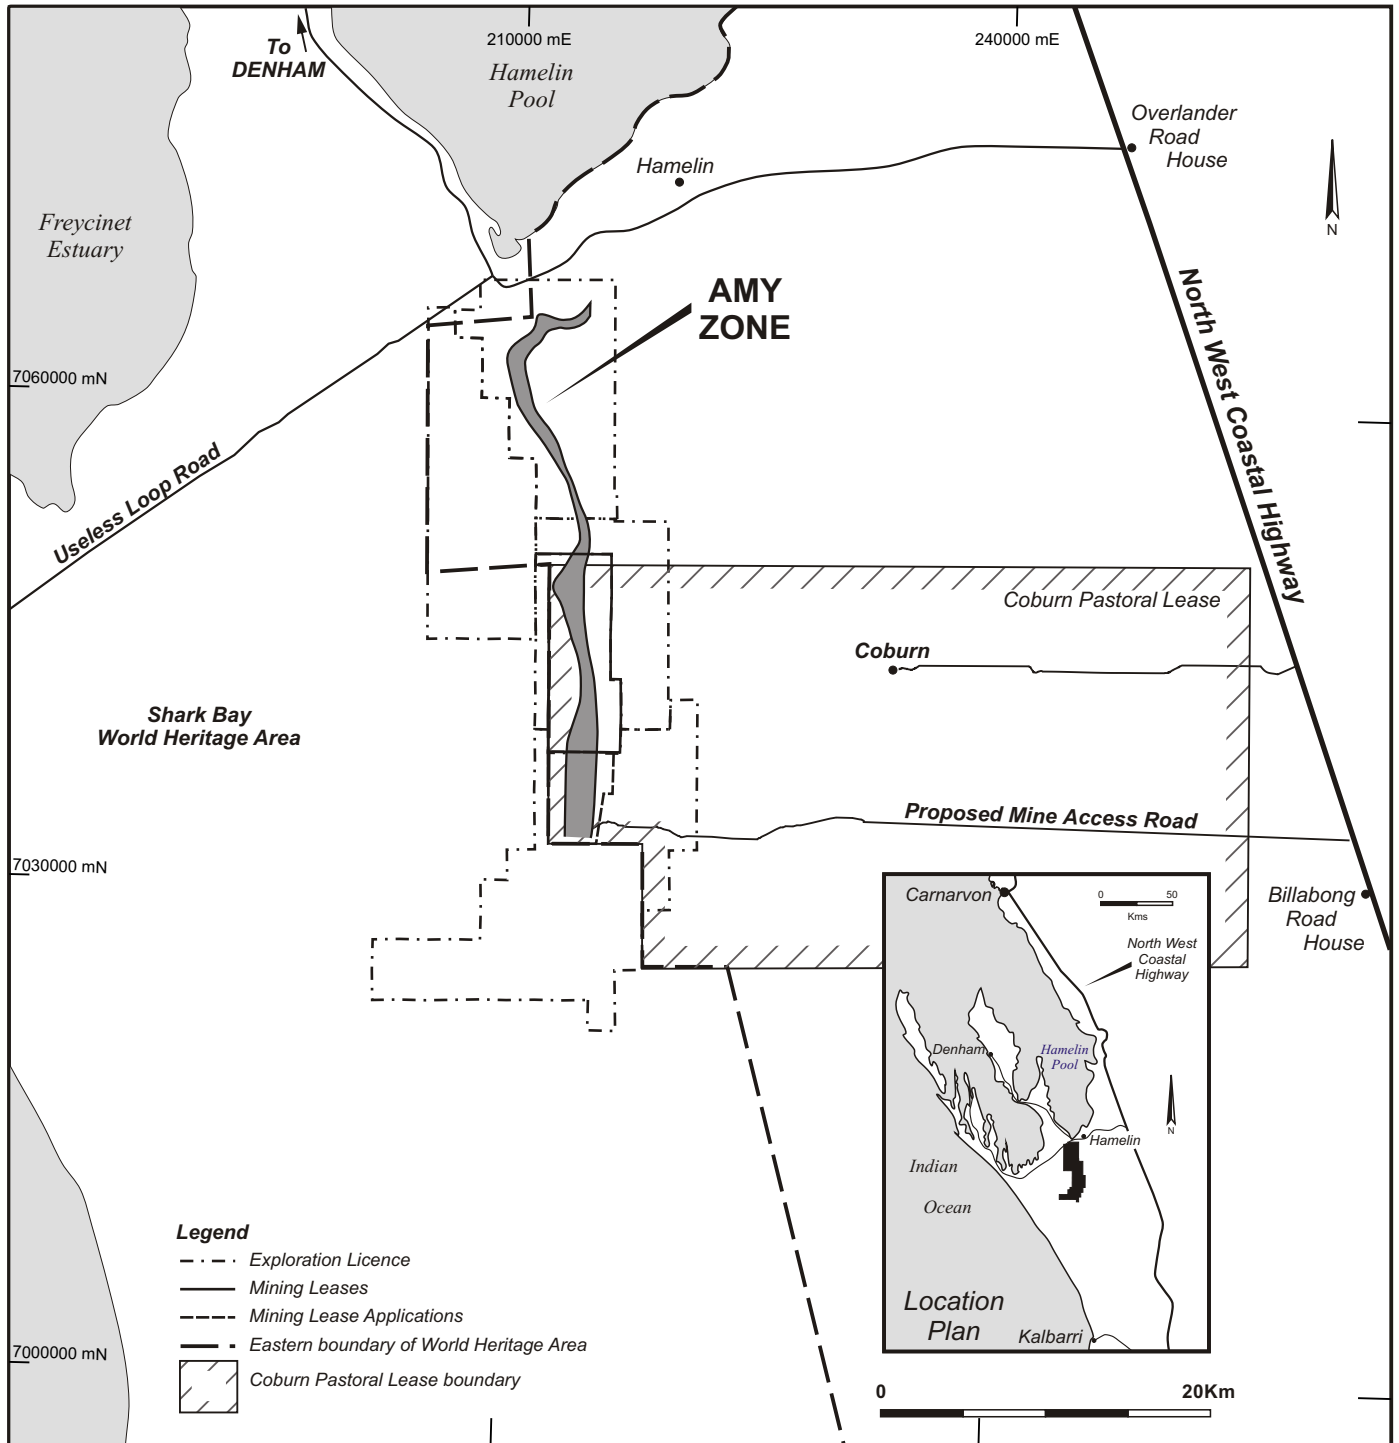 To
DENHAM
210000 mE
240000 mE
Hamelin
Pool
Overlander
Road
House
Hamelin
Freycinet
Estuary
N
AMY
ZONE
North West Coastal Highway
7060000 mN
Useless Loop Road
Coburn Pastoral Lease
Coburn
Shark Bay
World Heritage Area
Proposed Mine Access Road
7030000 mN
Billabong
Road
House
Carnarvon
0 50
Kms
North West
Coastal
Highway
Denham
Hamelin
Pool
N
Hamelin
Indian
Ocean
Location
Plan
Kalbarri
Legend
Exploration Licence
Mining Leases
Mining Lease Applications
Eastern boundary of World Heritage Area
Coburn Pastoral Lease boundary
7000000 mN
0 20Km